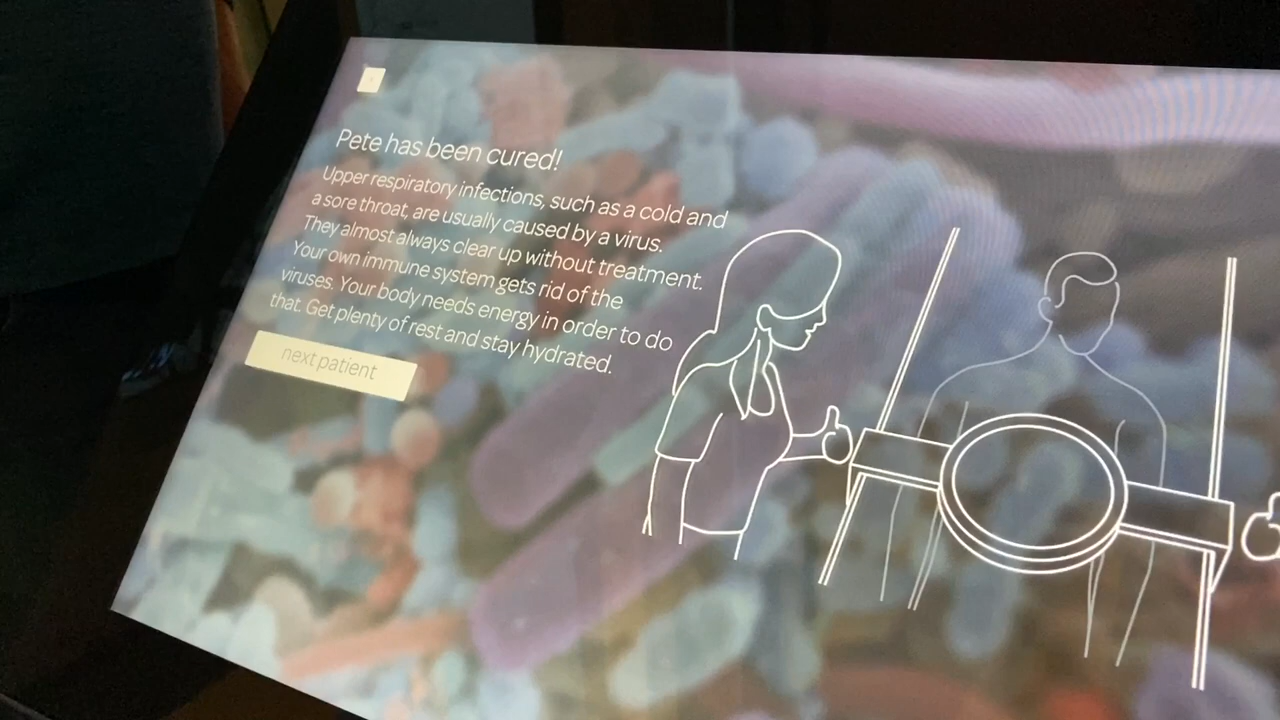 Pete has been cured!
Upper respiratory infections, such as a cold and
a sore throat, are usually caused by a virus.
They almost always clear up without treatment.
Your own immune system gets rid of the
viruses. Your body needs energy in order to do
that. Get plenty of rest and stay hydrated.
next patient